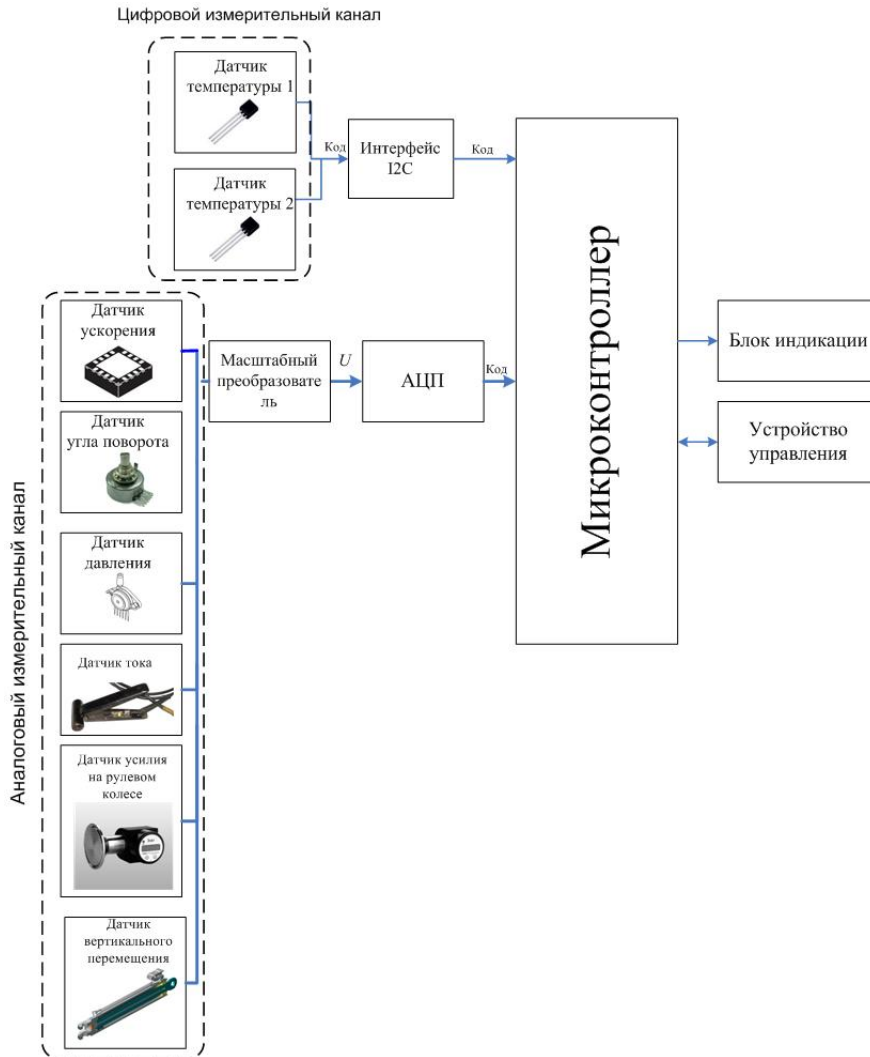 Цифровой измерительный канал
Датчик
температуры 1
Код
Интерфейс
I2C
Код
Датчик
температуры 2
Микроконтроллер
Аналоговый измерительный канал
Датчик
ускорения
Масштабный
преобразовате
ль
U
АЦП
Код
Блок индикации
Устройство
управления
Датчик
угла поворота
Датчик
давления
Датчик тока
Датчик усилия
на рулевом
колесе
Датчик
вертикального
перемещения